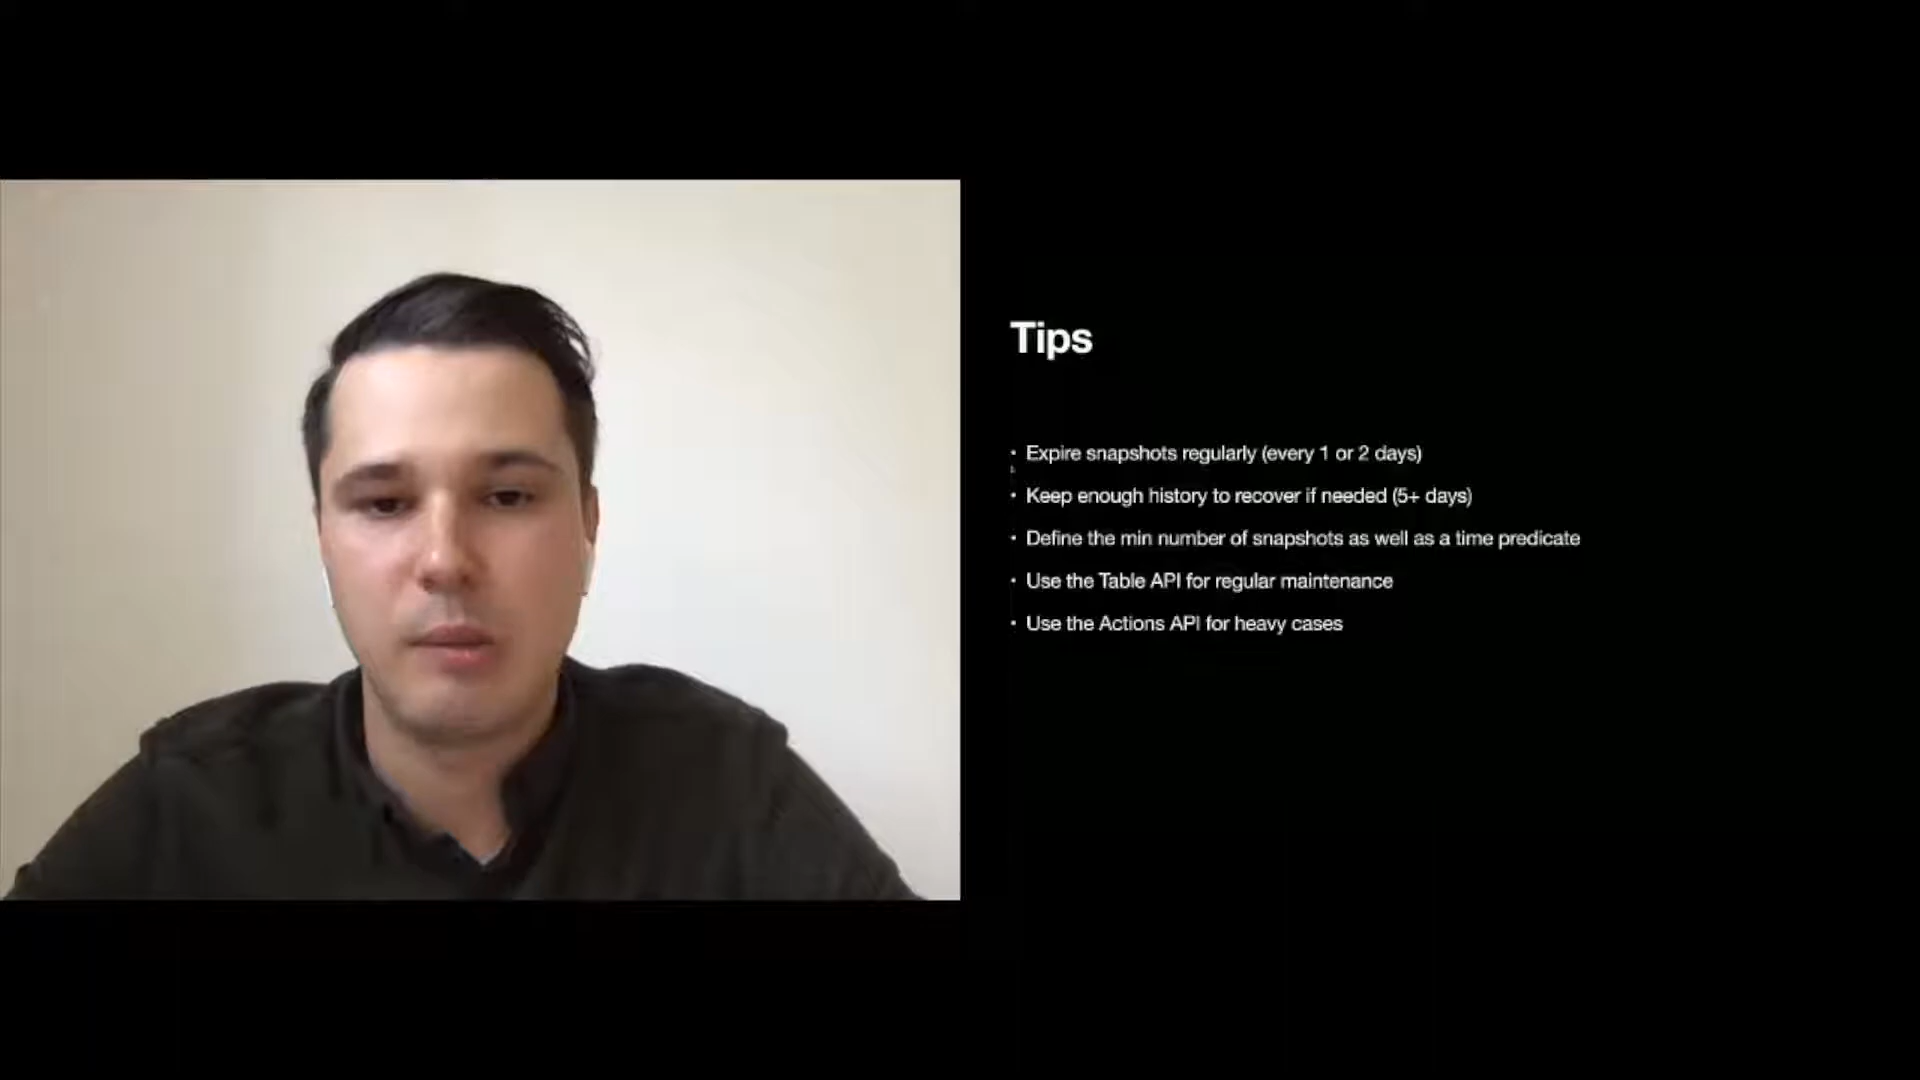 Tips
• Expire snapshots regularly (every 1 or 2 days)
• Keep enough history to recover if needed (5+ days)
• Define the min number of snapshots as well as a time predicate
• Use the Table API for regular maintenance
• Use the Actions API for heavy cases